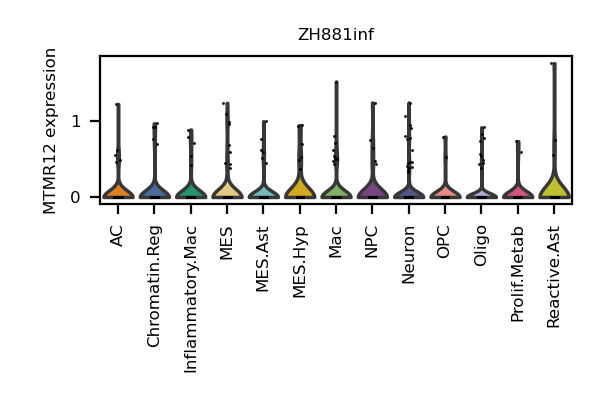 ZH881inf
MTMR12 expression
1
0
AC
Chromatin.Reg
Inflammatory.Mac
MES
MES.Ast
MES.Hyp
Mac
NPC
Neuron
OPC
Oligo
Prolif.Metab
Reactive.Ast